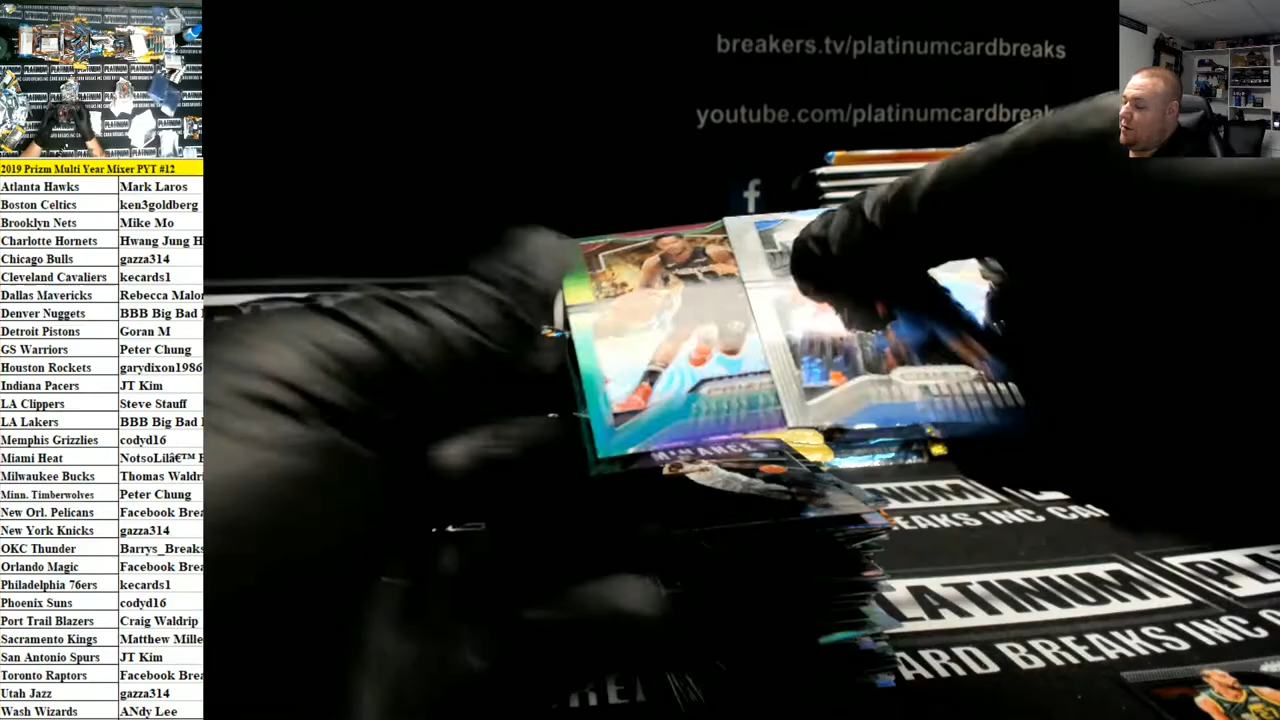 breakers.tv/platinumcardbreaks
youtube.com/platinumcardbreak
2019 Prizm Multi Year Mixer PYT #12
Atlanta Hawks Mark Laros
Boston Celtics ken3goldberg
Brooklyn Nets Mike Mo
Charlotte Hornets Hwang Jung H
Chicago Bulls gazza314
Cleveland Cavaliers kecards1
Dallas Mavericks Rebecca Malo
Denver Nuggets BBB Big Bad
Detroit Pistons Goran M
GS Warriors Peter Chung
Houston Rockets garydixon1986
Indiana Pacers JT Kim
LA Clippers Steve Stauff
LA Lakers BBB Big Bad
Memphis Grizzlies codyd16
Miami Heat NotsoLilâ€™
Milwaukee Bucks Thomas Waldri
Minn. Timberwolves Peter Chung
New Orl. Pelicans Facebook Brea
New York Knicks gazza314
OKC Thunder Barrys_Breaks
Orlando Magic Facebook Brea
Philadelphia 76ers kecards1
Phoenix Suns codyd16
Port Trail Blazers Craig Waldrip
Sacramento Kings Matthew Mille
San Antonio Spurs JT Kim
Toronto Raptors Facebook Brea
Utah Jazz gazza314
Wash Wizards ANdy Lee
PLATINUM
CARD BREAKS INC